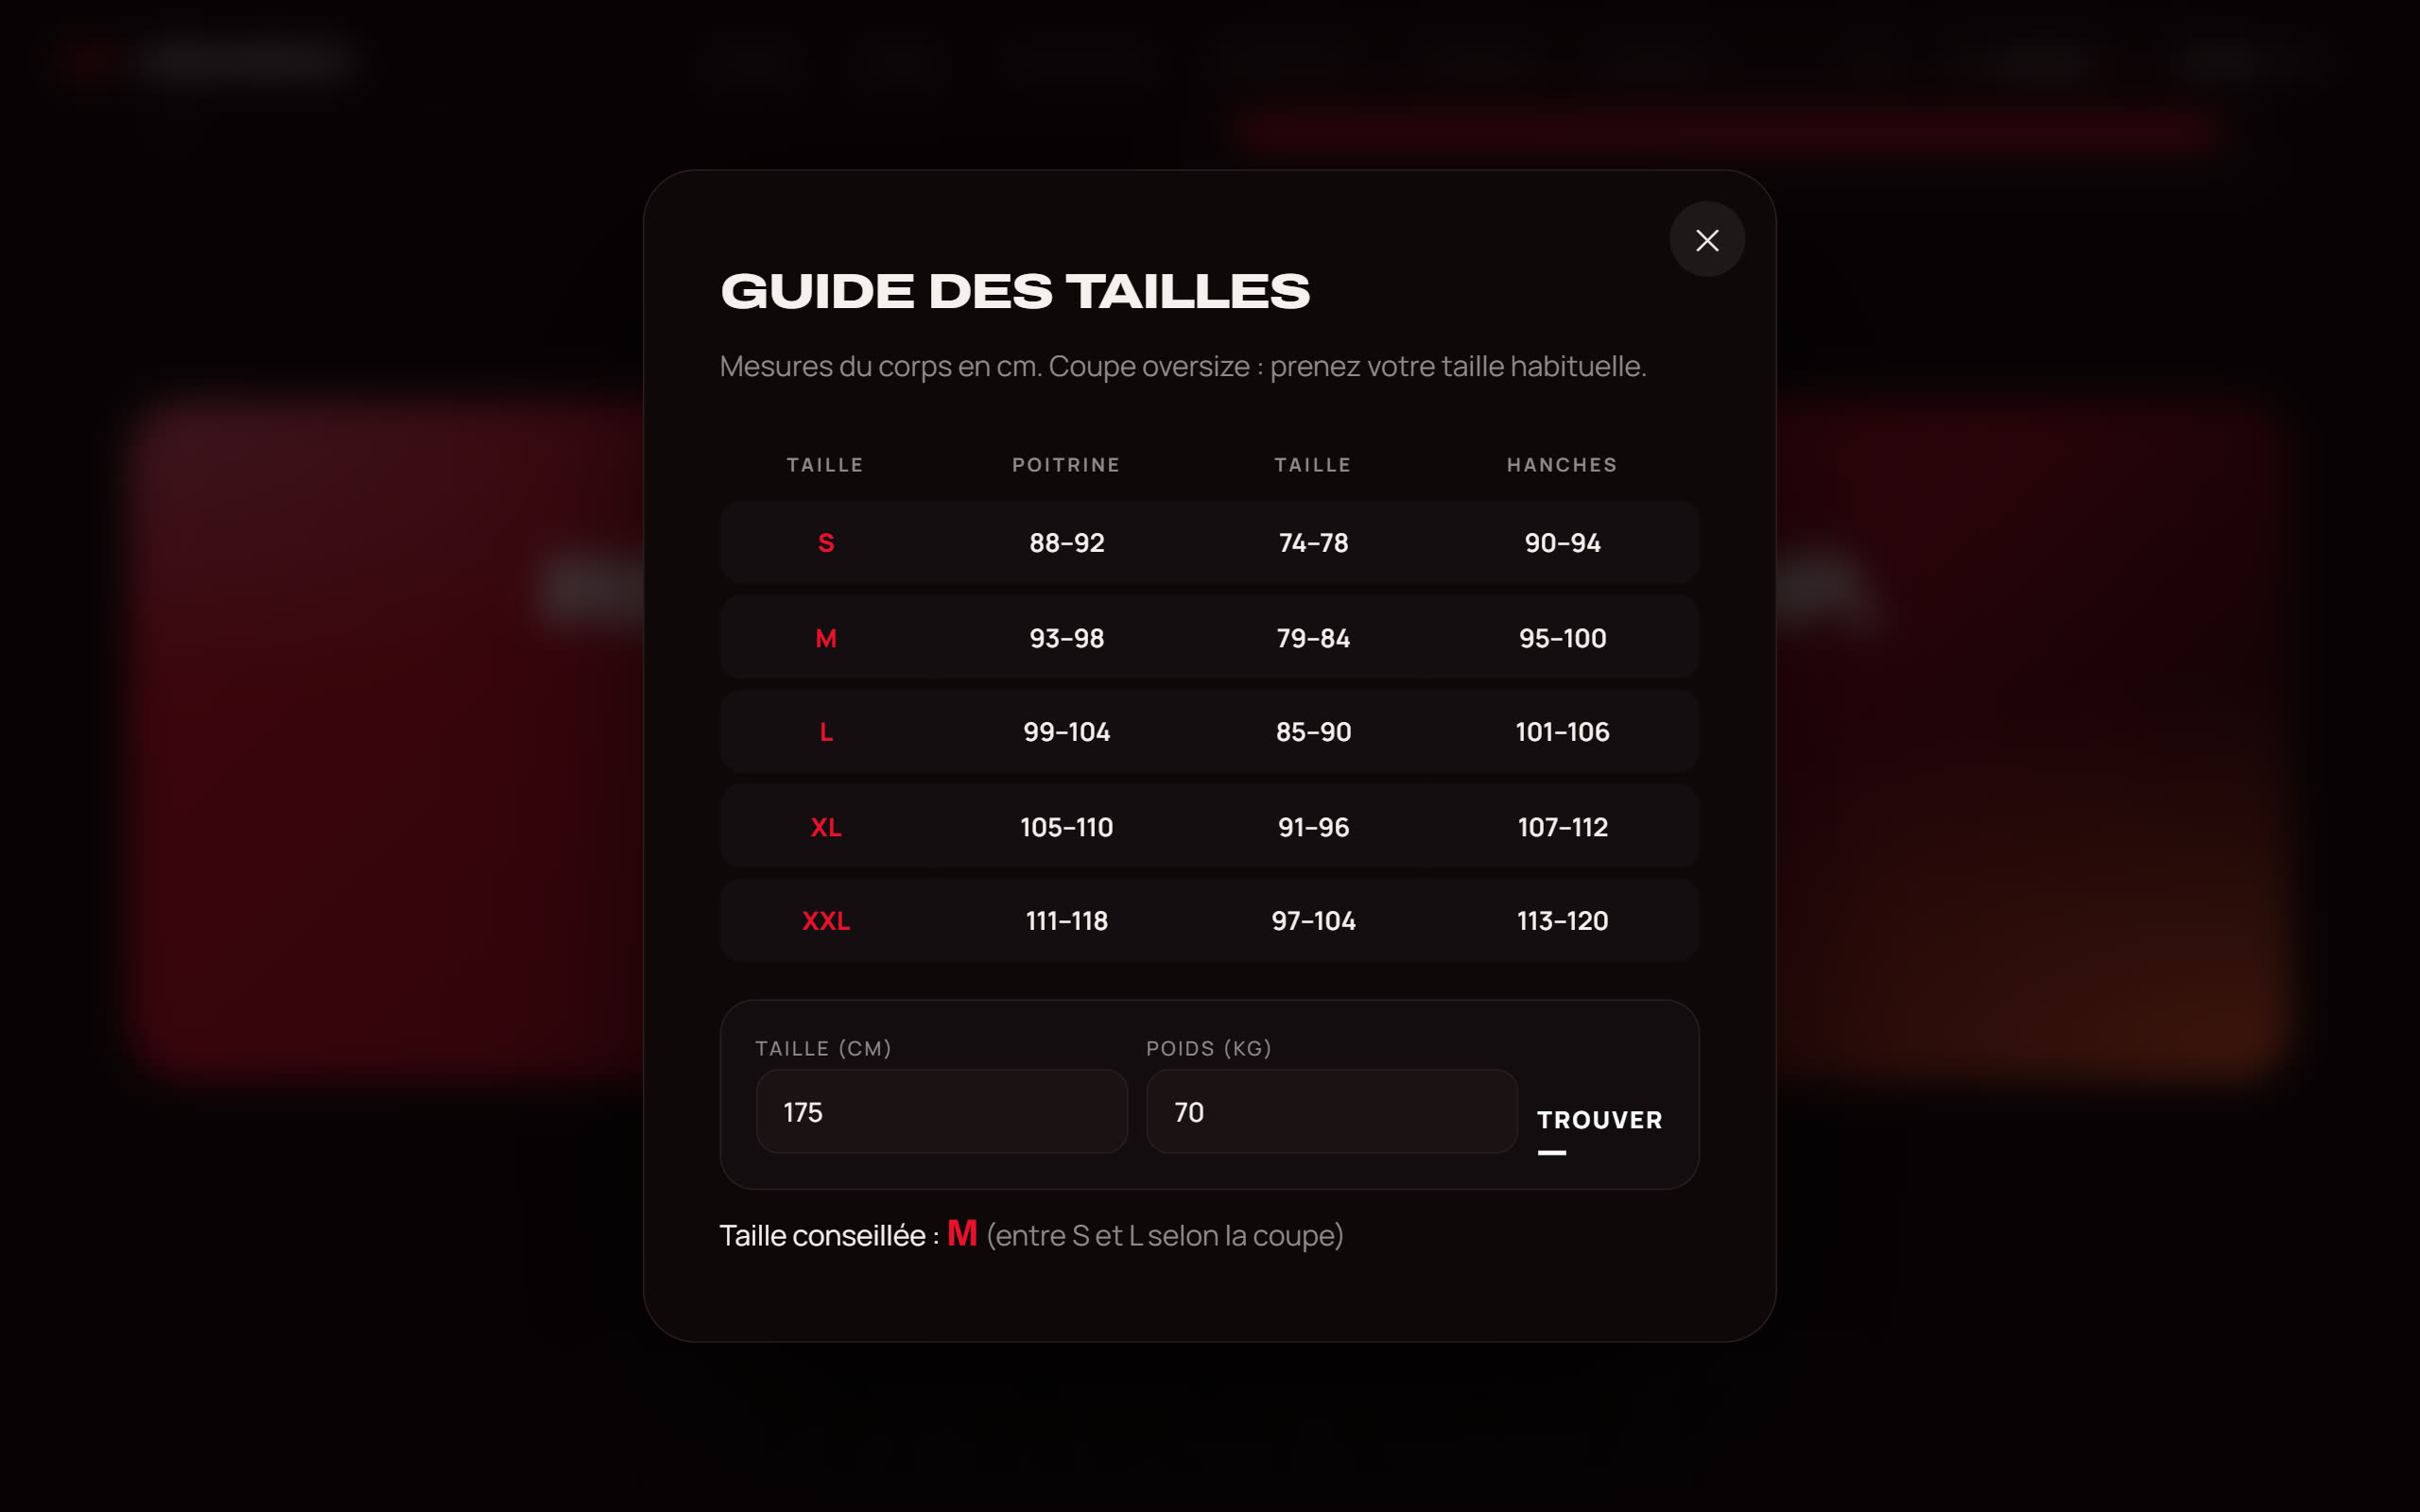 GUIDE DES TAILLES
Mesures du corps en cm. Coupe oversize : prenez votre taille habituelle.
TAILLE POITRINE TAILLE HANCHES
S 88–92 74–78 90–94
M 93–98 79–84 95–100
L 99–104 85–90 101–106
XL 105–110 91–96 107–112
XXL 111–118 97–104 113–120
TAILLE (CM) POIDS (KG)
175 70 TROUVER
Taille conseillée : M (entre S et L selon la coupe)